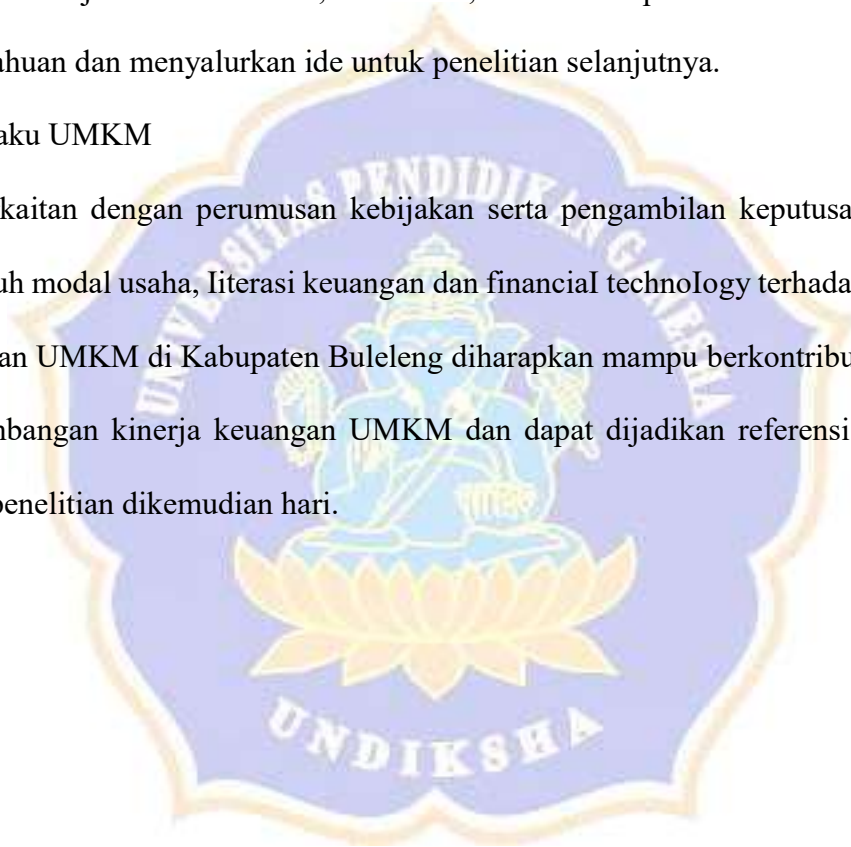 ahuan dan menyalurkan ide untuk penelitian selanjutnya.
aku UMKM
kaitan dengan perumusan kebijakan serta pengambilan keputusa
uh modal usaha, Iiterasi keuangan dan financiaI technoIogy terhada
an UMKM di Kabupaten Buleleng diharapkan mampu berkontribu
nbangan kinerja keuangan UMKM dan dapat dijadikan referensi
penelitian dikemudian hari.
UNIVERSITAS PENDIDIKAN GANESHA
UNDIKSHA